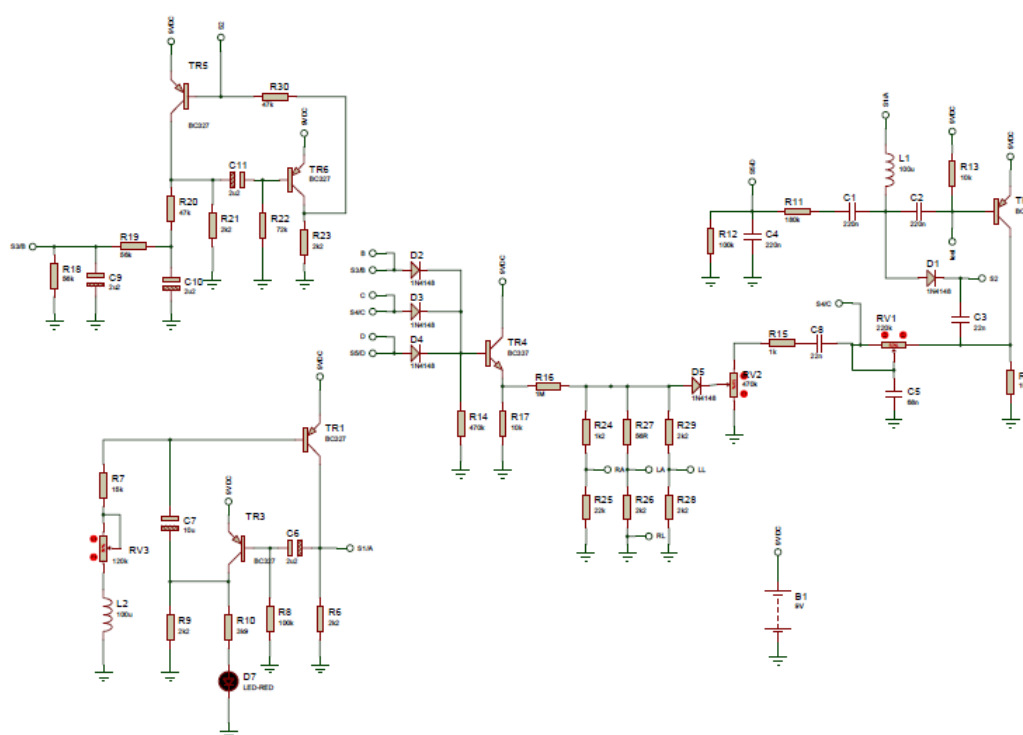 9VDC
S2
TR5
BC327
R30
47k
9VDC
TR6
BC327
C11
2u2
R20
47k
R21
2k2
R22
72k
R23
2k2
S3/B
R19
56k
R18
56k
C9
2u2
C10
2u2
B
S3/B
D2
1N4148
C
S4/C
D3
1N4148
D
S5/D
D4
1N4148
9VDC
TR4
BC337
R14
470k
R17
10k
R16
1M
R24
1k2
R27
56R
R29
2k2
RA
LA
LL
R25
22k
R26
2k2
R28
2k2
RL
D5
1N4148
RV2
470k
R15
1k
C8
22n
S4/C
RV1
220k
C5
68n
S5/D
R12
100k
C4
220n
R11
180k
C1
220n
S1/A
L1
100u
C2
220n
9VDC
R13
10k
9VDC
D1
1N4148
S2
C3
22n
9VDC
TR1
BC327
R7
15k
RV3
120k
L2
100u
C7
10u
9VDC
TR3
BC327
C6
2u2
S1/A
R9
2k2
R10
3k9
R8
100k
R6
2k2
D7
LED-RED
9VDC
B1
9V